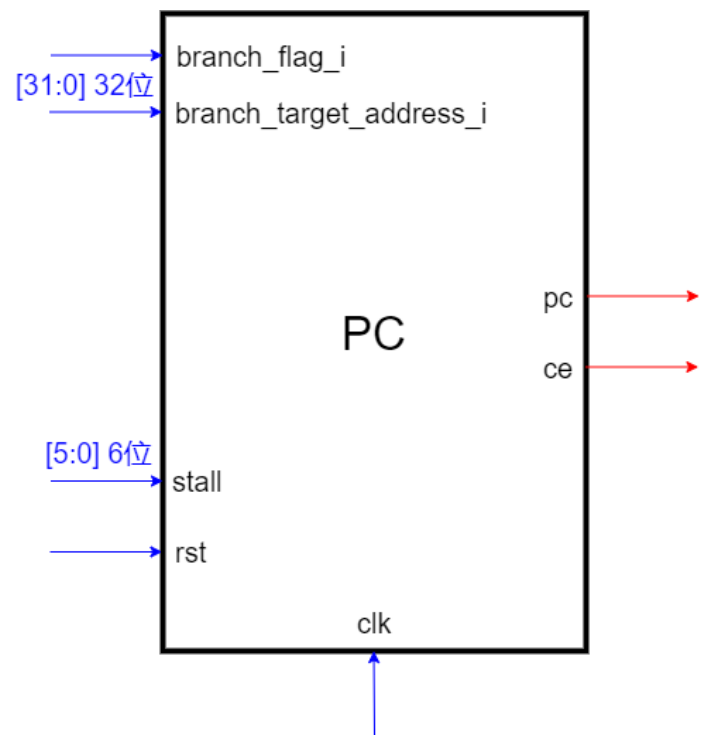 branch_flag_i
[31:0] 32位
branch_target_address_i
pc
PC
ce
[5:0] 6位
stall
rst
clk